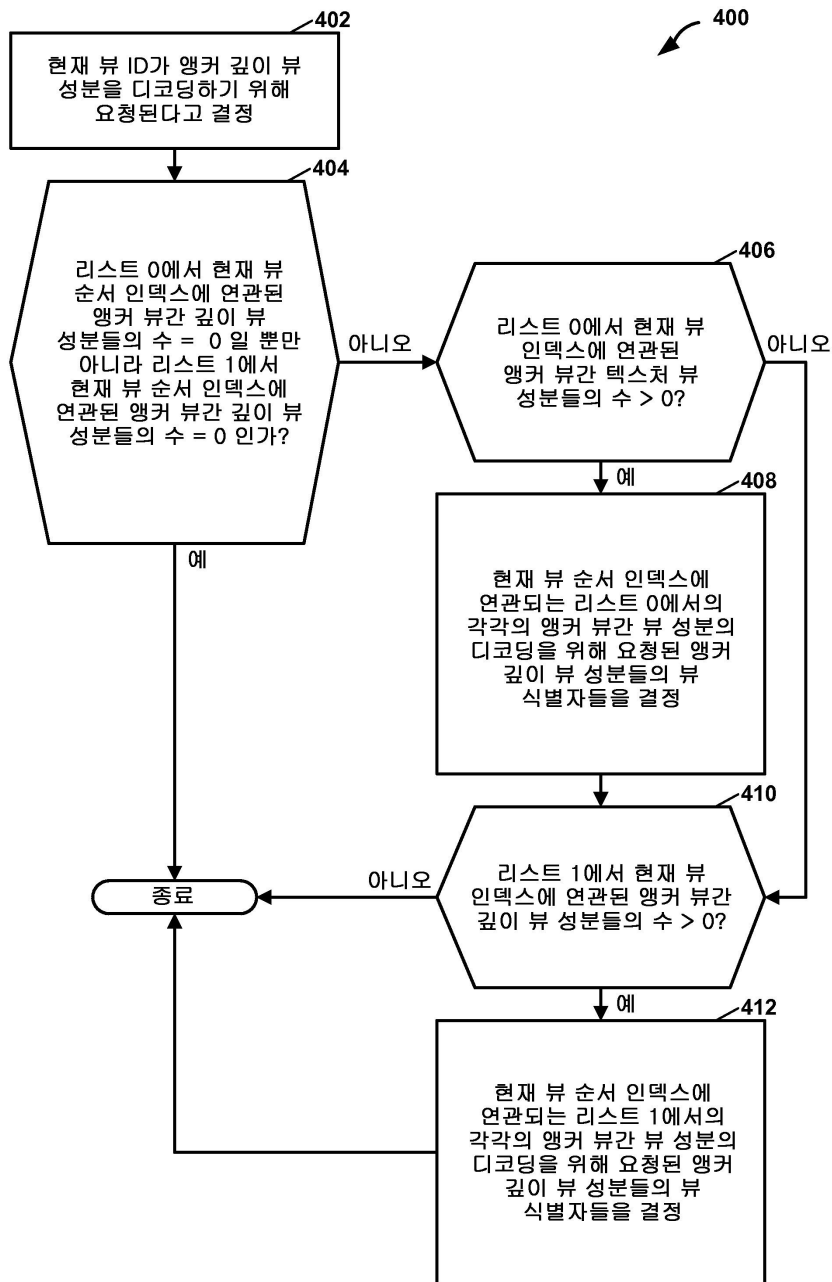 400
402
현재 뷰 ID가 앵커 깊이 뷰
성분을 디코딩하기 위해
요청된다고 결정
404
리스트 0에서 현재 뷰
순서 인덱스에 연관된
앵커 뷰간 깊이 뷰
성분들의 수 = 0 일 뿐만
아니라 리스트 1에서
현재 뷰 순서 인덱스에
연관된 앵커 뷰간 깊이 뷰
성분들의 수 = 0 인가?
아니오
예
406
리스트 0에서 현재 뷰
인덱스에 연관된
앵커 뷰간 텍스처 뷰
성분들의 수 > 0?
아니오
예
408
현재 뷰 순서 인덱스에
연관되는 리스트 0에서의
각각의 앵커 뷰간 뷰 성분의
디코딩을 위해 요청된 앵커
깊이 뷰 성분들의 뷰
식별자들을 결정
410
리스트 1에서 현재 뷰
인덱스에 연관된 앵커 뷰간
깊이 뷰 성분들의 수 > 0?
아니오
종료
예
412
현재 뷰 순서 인덱스에
연관되는 리스트 1에서의
각각의 앵커 뷰간 뷰 성분의
디코딩을 위해 요청된 앵커
깊이 뷰 성분들의 뷰
식별자들을 결정